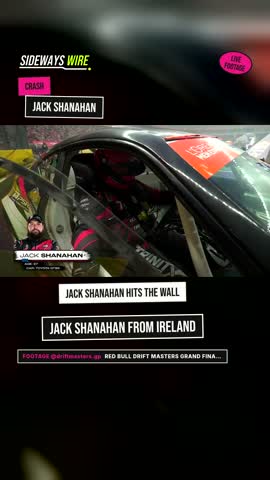 SIDEWAYS WIRE.
LIVE
FOOTAGE
CRASH
JACK SHANAHAN
TRINITY
JACK SHANAHAN
JACK SHANAHAN HITS THE WALL
JACK SHANAHAN FROM IRELAND
FOOTAGE @driftmasters.gp RED BULL DRIFT MASTERS GRAND FINA...